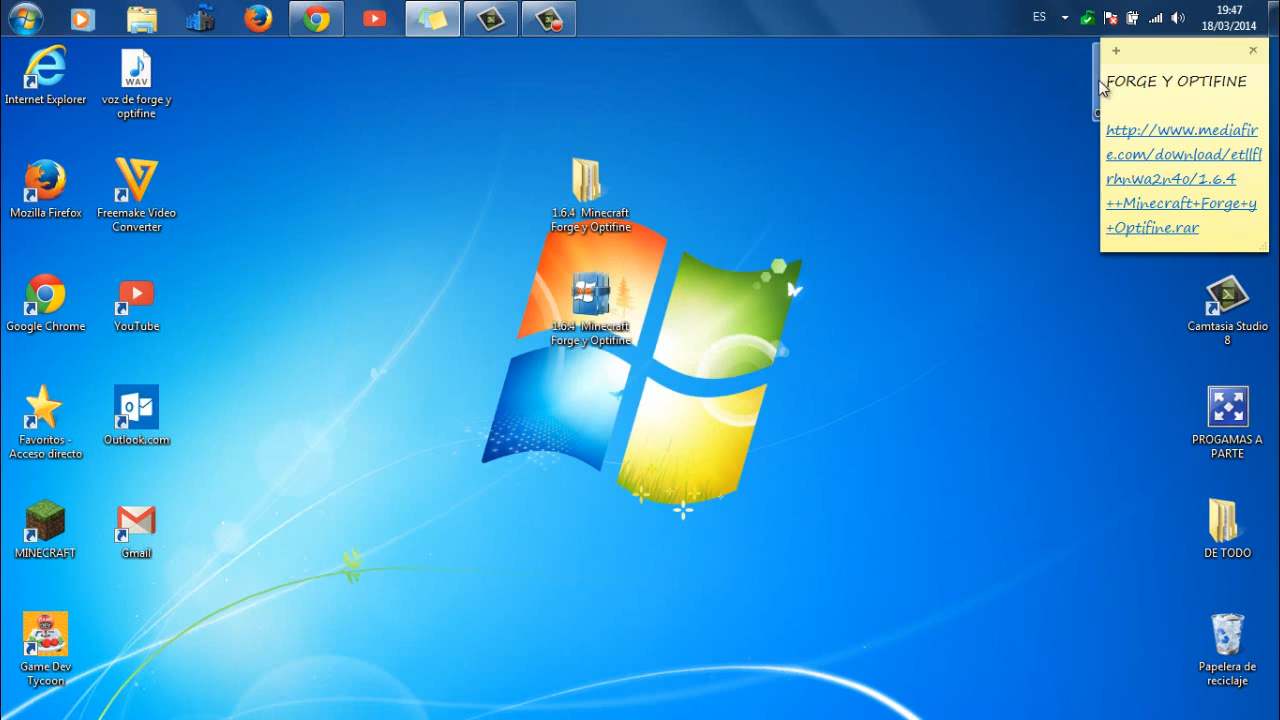 ES
19:47
18/03/2014
Internet Explorer
WAV
voz de forge y
optifine
Mozilla Firefox
Freemake Video
Converter
Google Chrome
YouTube
Favoritos -
Acceso directo
Outlook.com
MINECRAFT
Gmail
Game Dev
Tycoon
1.6.4 Minecraft
Forge y Optifine
1.6.4 Minecraft
Forge y Optifine
FORGE Y OPTIFINE
http://www.mediafir
e.com/download/etllfl
rhnwa2n4o/1.6.4
++Minecraft+Forge+y
+Optifine.rar
Camtasia Studio
8
PROGAMAS A
PARTE
DE TODO
Papelera de
reciclaje